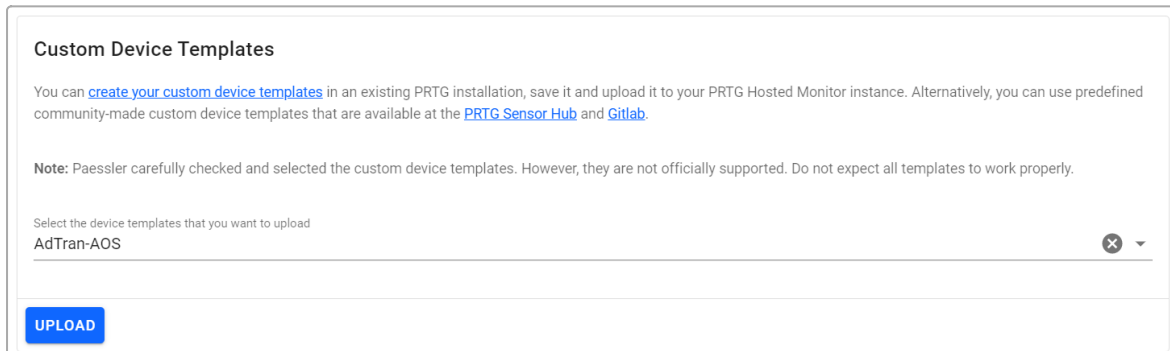 Custom Device Templates
You can create your custom device templates in an existing PRTG installation, save it and upload it to your PRTG Hosted Monitor instance. Alternatively, you can use predefined
community-made custom device templates that are available at the PRTG Sensor Hub and Gitlab.
Note: Paessler carefully checked and selected the custom device templates. However, they are not officially supported. Do not expect all templates to work properly.
Select the device templates that you want to upload
AdTran-AOS
UPLOAD